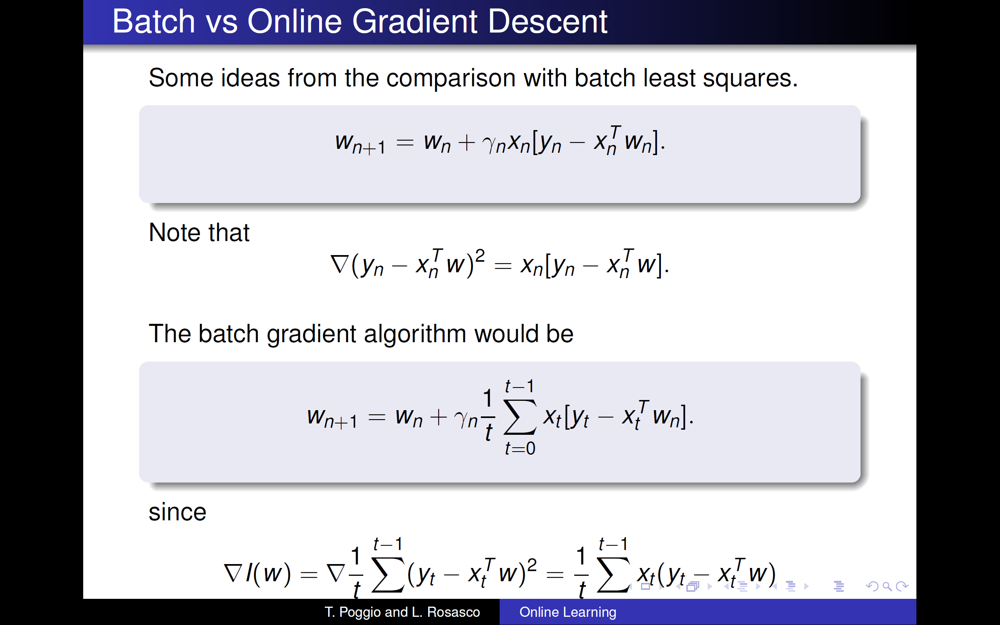 Batch vs Online Gradient Descent
Some ideas from the comparison with batch least squares.
$w_{n+1} = w_n + \gamma_n x_n [y_n - x_n^T w_n].$
Note that
$\nabla (y_n - x_n^T w)^2 = x_n [y_n - x_n^T w].$
The batch gradient algorithm would be
$w_{n+1} = w_n + \gamma_n \frac{1}{t} \sum_{t=0}^{t-1} x_t [y_t - x_t^T w_n].$
since
$\nabla I(w) = \nabla \frac{1}{t} \sum^{t-1} (y_t - x_t^T w)^2 = \frac{1}{t} \sum^{t-1} x_t (y_t - x_t^T w)$
T. Poggio and L. Rosasco
Online Learning